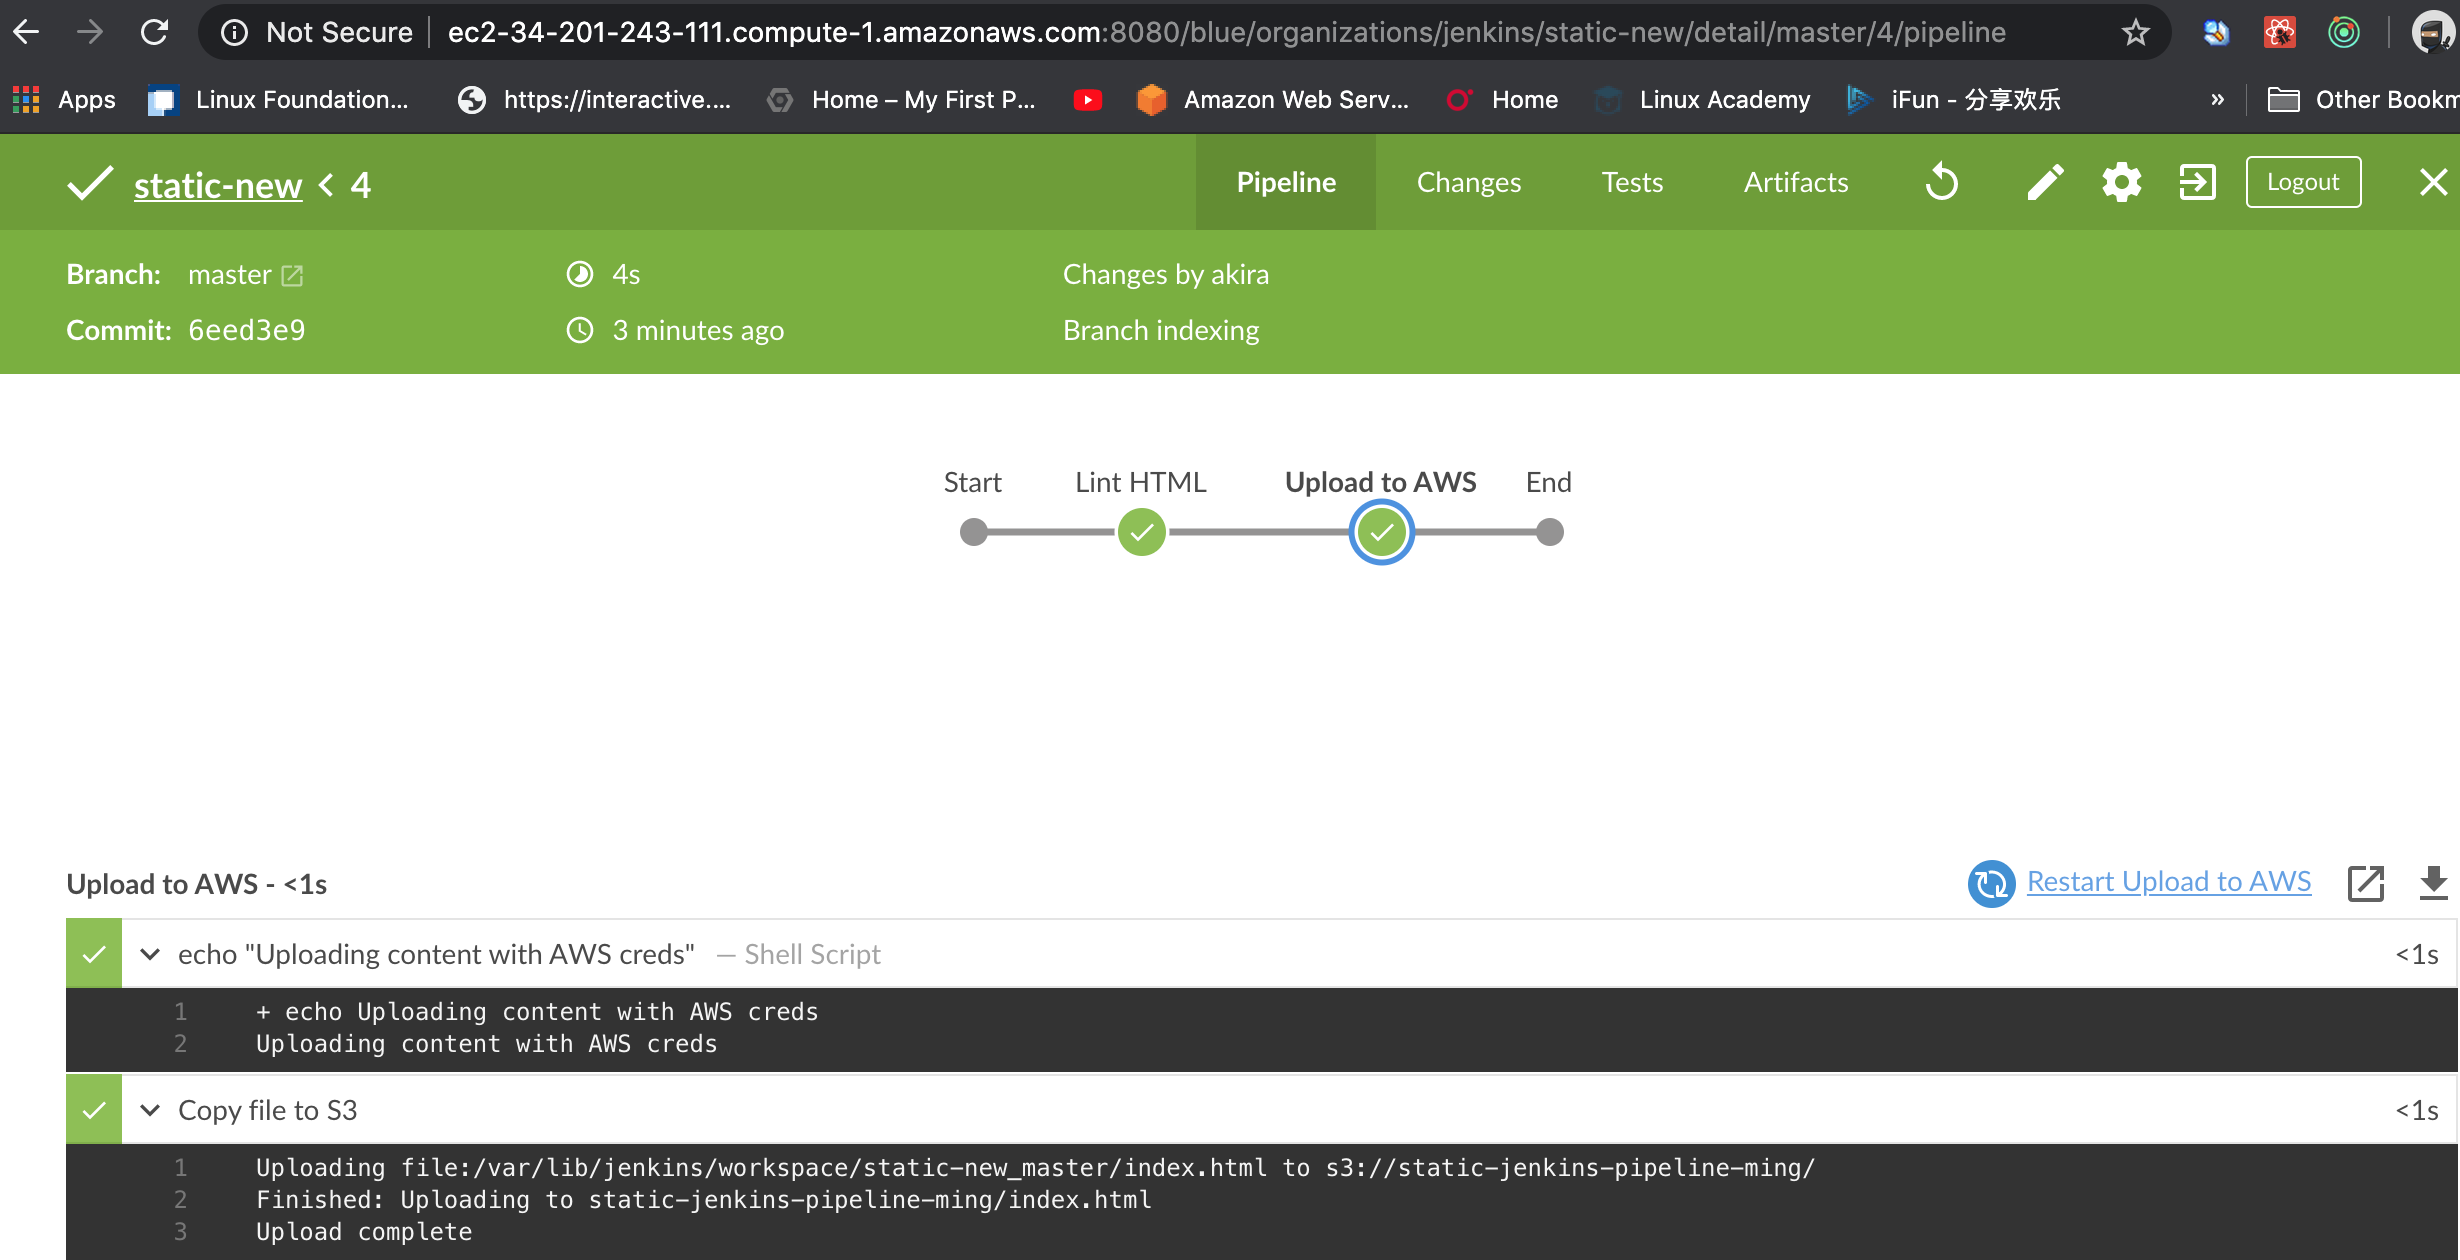 Not Secure | ec2-34-201-243-111.compute-1.amazonaws.com:8080/blue/organizations/jenkins/static-new/detail/master/4/pipeline
Apps Linux Foundation... https://interactive.... Home – My First P... Amazon Web Serv... Home Linux Academy iFun - 分享欢乐 » Other Bookm
static-new < 4 Pipeline Changes Tests Artifacts Logout
Branch: master 4s Changes by akira
Commit: 6eed3e9 3 minutes ago Branch indexing
Start Lint HTML Upload to AWS End
Upload to AWS - <1s Restart Upload to AWS
echo "Uploading content with AWS creds" — Shell Script <1s
1 + echo Uploading content with AWS creds
2 Uploading content with AWS creds
Copy file to S3 <1s
1 Uploading file:/var/lib/jenkins/workspace/static-new_master/index.html to s3://static-jenkins-pipeline-ming/
2 Finished: Uploading to static-jenkins-pipeline-ming/index.html
3 Upload complete